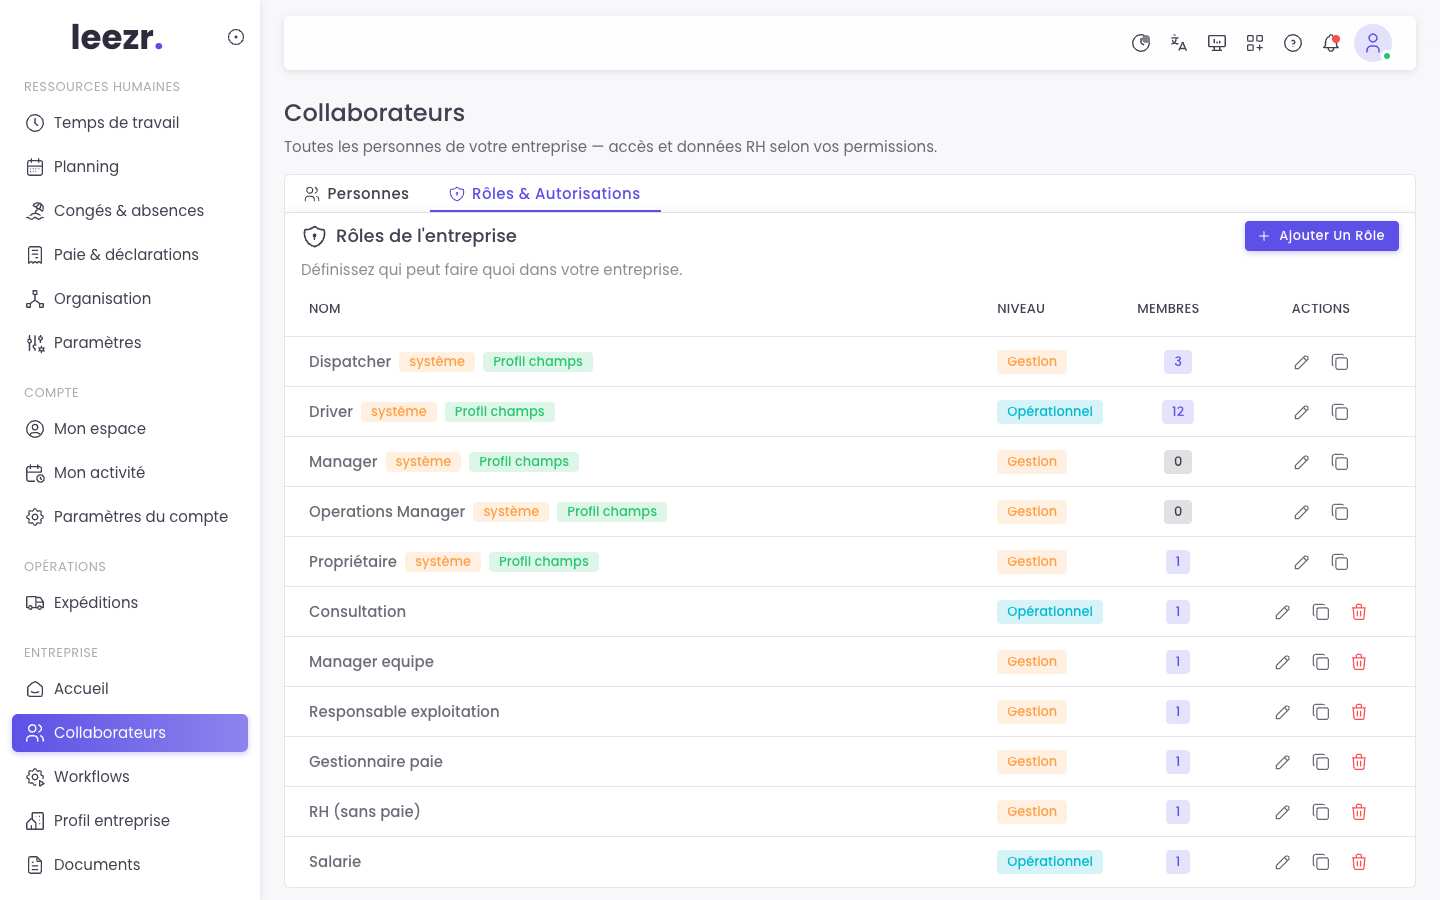 leezr.
RESSOURCES HUMAINES
Temps de travail
Planning
Congés & absences
Paie & déclarations
Organisation
Paramètres
COMPTE
Mon espace
Mon activité
Paramètres du compte
OPÉRATIONS
Expéditions
ENTREPRISE
Accueil
Collaborateurs
Workflows
Profil entreprise
Documents
Collaborateurs
Toutes les personnes de votre entreprise — accès et données RH selon vos permissions.
Personnes Rôles & Autorisations
Rôles de l'entreprise Ajouter Un Rôle
Définissez qui peut faire quoi dans votre entreprise.
NOM NIVEAU MEMBRES ACTIONS
Dispatcher système Profil champs Gestion 3
Driver système Profil champs Opérationnel 12
Manager système Profil champs Gestion 0
Operations Manager système Profil champs Gestion 0
Propriétaire système Profil champs Gestion 1
Consultation Opérationnel 1
Manager equipe Gestion 1
Responsable exploitation Gestion 1
Gestionnaire paie Gestion 1
RH (sans paie) Gestion 1
Salarie Opérationnel 1